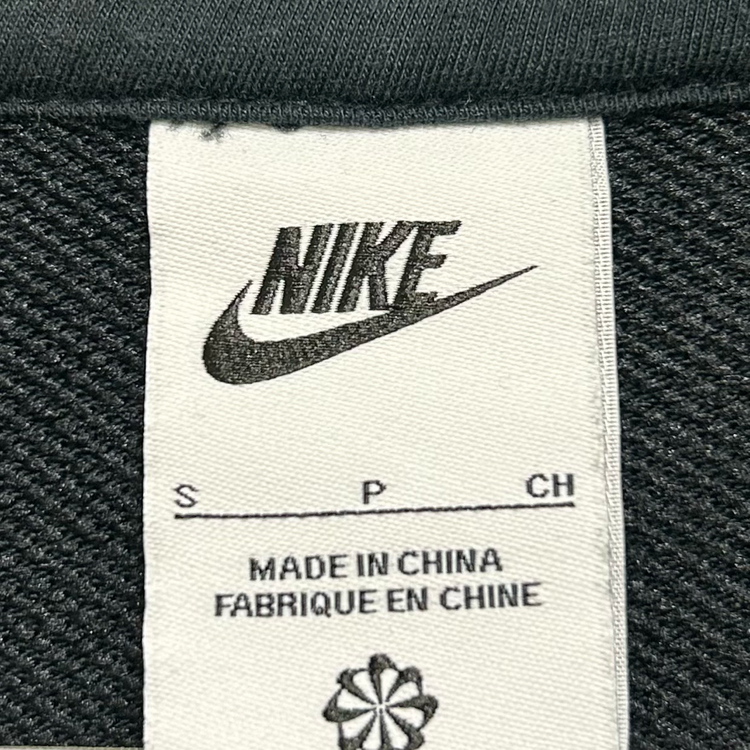 NIKE
S P CH
MADE IN CHINA
FABRIQUE EN CHINE